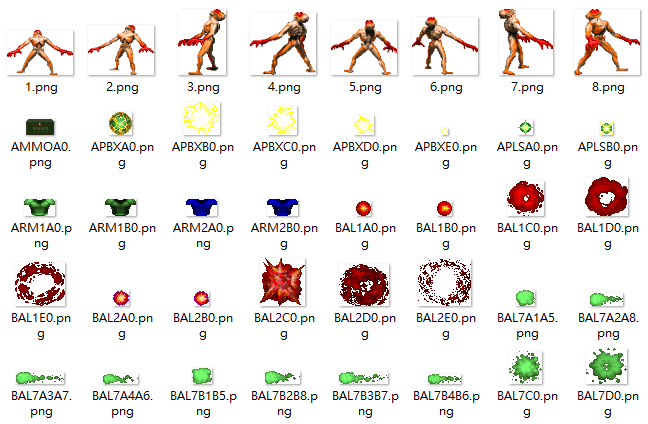 1.png 2.png 3.png 4.png 5.png 6.png 7.png 8.png
AMMOA0.png APBXA0.png APBXB0.png APBXC0.png APBXD0.png APBXE0.png APLSA0.png APLSB0.png
ARM1A0.png ARM1B0.png ARM2A0.png ARM2B0.png BAL1A0.png BAL1B0.png BAL1C0.png BAL1D0.png
BAL1E0.png BAL2A0.png BAL2B0.png BAL2C0.png BAL2D0.png BAL2E0.png BAL7A1A5.png BAL7A2A8.png
BAL7A3A7.png BAL7A4A6.png BAL7B1B5.png BAL7B2B8.png BAL7B3B7.png BAL7B4B6.png BAL7C0.png BAL7D0.png